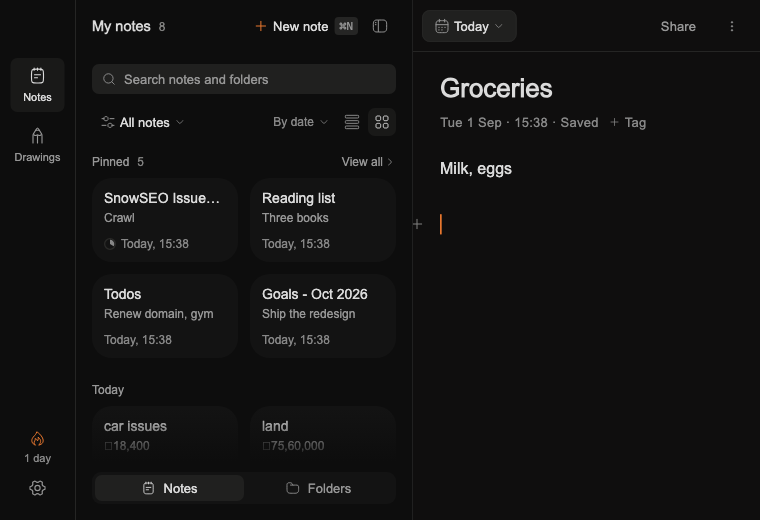 My notes 8
New note ⌘N
Today
Share
Notes
Search notes and folders
Groceries
All notes
By date
Tue 1 Sep · 15:38 · Saved + Tag
Drawings
Pinned 5
View all
Milk, eggs
SnowSEO Issue…
Crawl
Today, 15:38
Reading list
Three books
Today, 15:38
Todos
Renew domain, gym
Today, 15:38
Goals - Oct 2026
Ship the redesign
Today, 15:38
Today
car issues
18,400
land
75,60,000
1 day
Notes
Folders